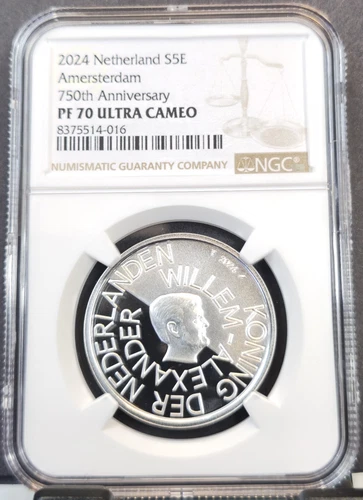 2024 Netherland S5E
Amersterdam
750th Anniversary
PF 70 ULTRA CAMEO
8375514-016
NUMISMATIC GUARANTY COMPANY
NGC
KONING DER NEDERLANDEN
WILLEM-ALEXANDER